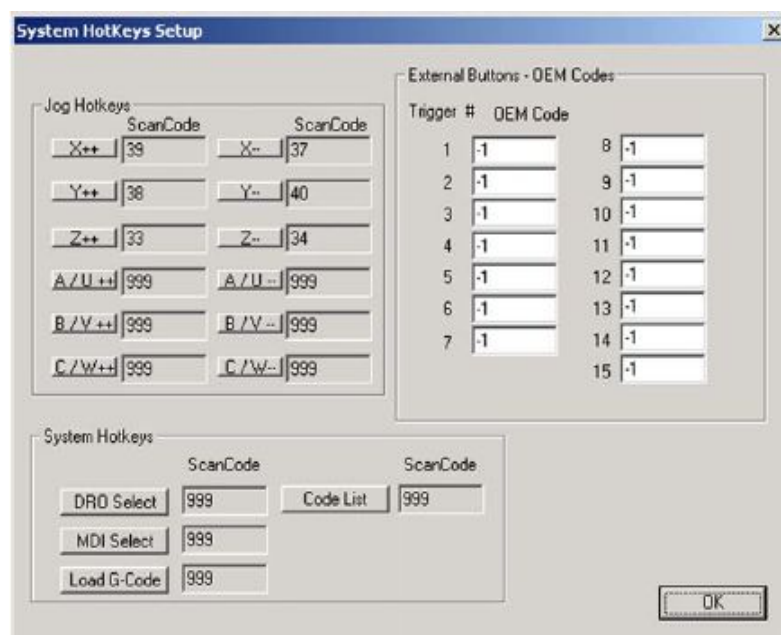 System HotKeys Setup
Jog Hotkeys
ScanCode ScanCode
X++ 39 X-- 37
Y++ 38 Y-- 40
Z++ 33 Z-- 34
A / U ++ 999 A / U -- 999
B / V ++ 999 B / V -- 999
C / W++ 999 C / W-- 999
External Buttons - OEM Codes
Trigger # OEM Code
1 -1 8 -1
2 -1 9 -1
3 -1 10 -1
4 -1 11 -1
5 -1 12 -1
6 -1 13 -1
7 -1 14 -1
15 -1
System Hotkeys
ScanCode ScanCode
DRO Select 999 Code List 999
MDI Select 999
Load G-Code 999
OK